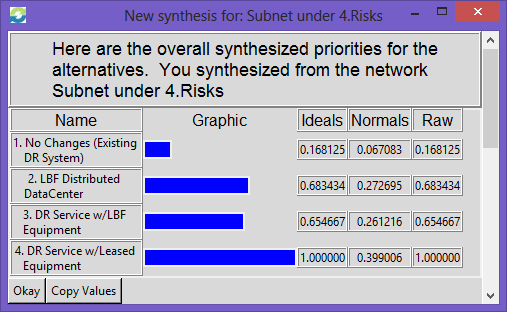 New synthesis for: Subnet under 4.Risks
Here are the overall synthesized priorities for the
alternatives.  You synthesized from the network
Subnet under 4.Risks
Name Graphic Ideals Normals Raw
1. No Changes (Existing
DR System) 0.168125 0.067083 0.168125
2. LBF Distributed
DataCenter 0.683434 0.272695 0.683434
3. DR Service w/LBF
Equipment 0.654667 0.261216 0.654667
4. DR Service w/Leased
Equipment 1.000000 0.399006 1.000000
Okay Copy Values